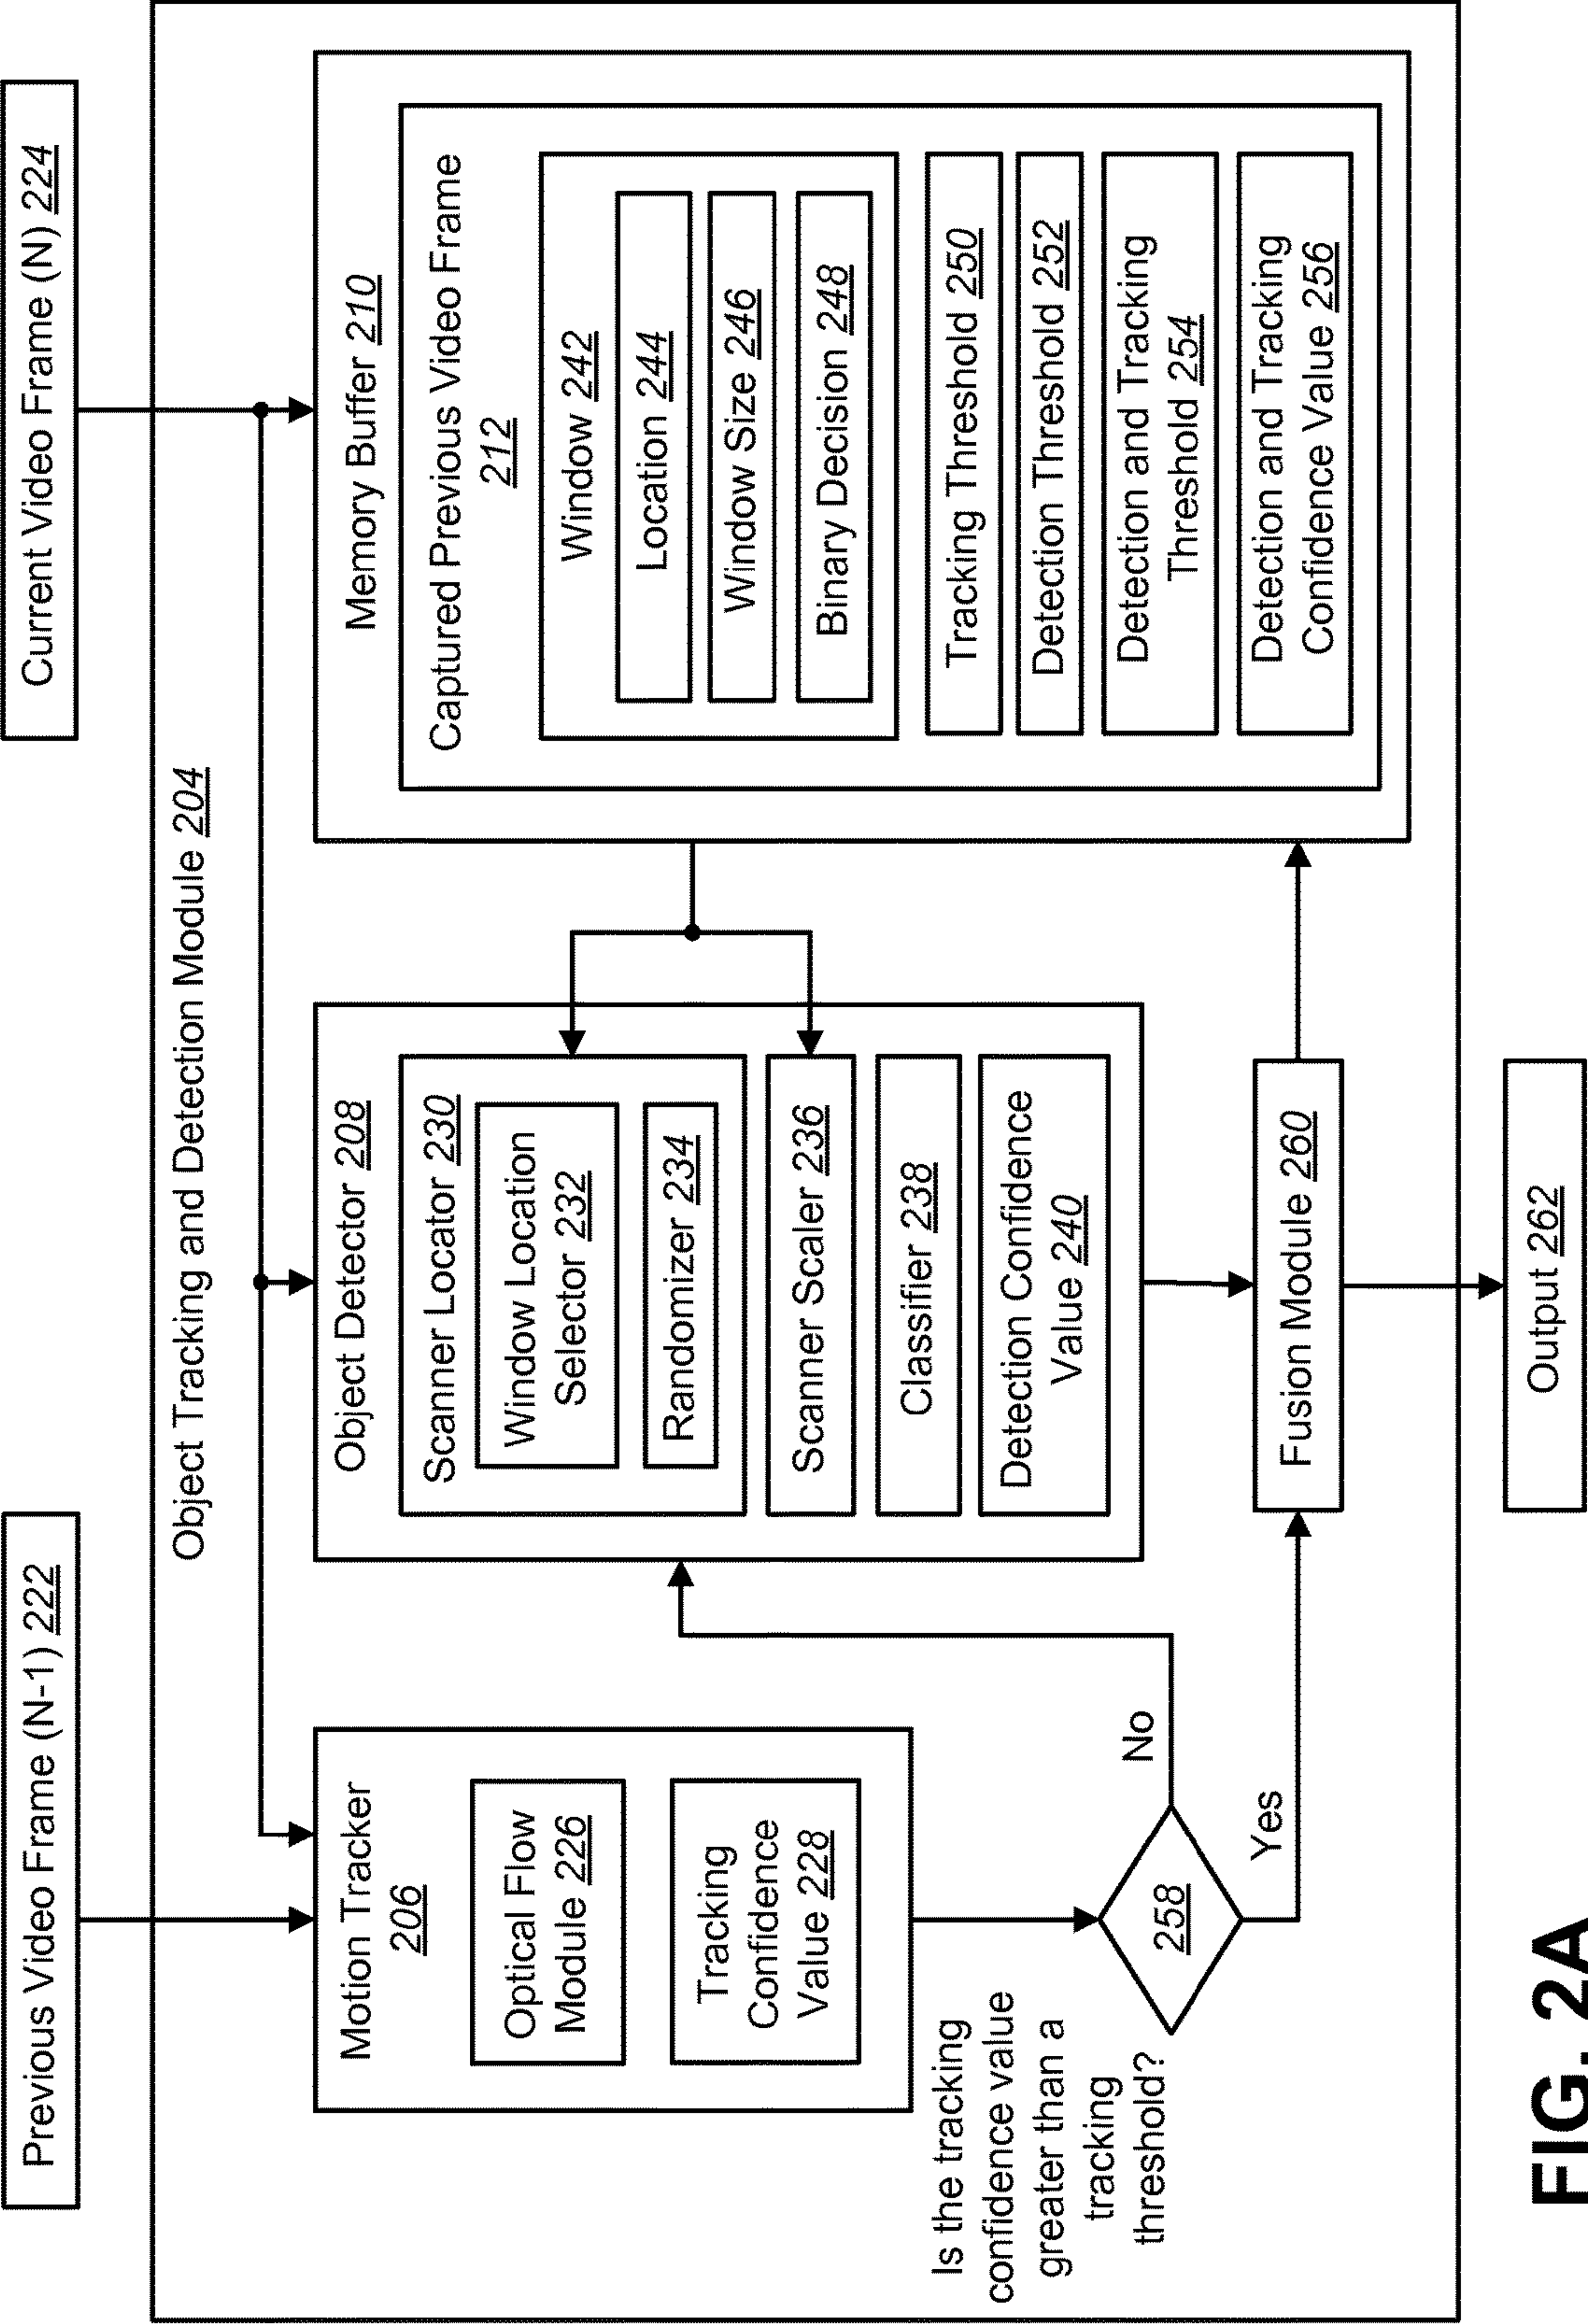 Previous Video Frame (N-1) 222
Current Video Frame (N) 224
Object Tracking and Detection Module 204
Motion Tracker
206
Optical Flow
Module 226
Tracking
Confidence
Value 228
Is the tracking
confidence value
greater than a
tracking
threshold?
258
No
Yes
Object Detector 208
Scanner Locator 230
Window Location
Selector 232
Randomizer 234
Scanner Scaler 236
Classifier 238
Detection Confidence
Value 240
Fusion Module 260
Output 262
Memory Buffer 210
Captured Previous Video Frame
212
Window 242
Location 244
Window Size 246
Binary Decision 248
Tracking Threshold 250
Detection Threshold 252
Detection and Tracking
Threshold 254
Detection and Tracking
Confidence Value 256
FIG. 2A